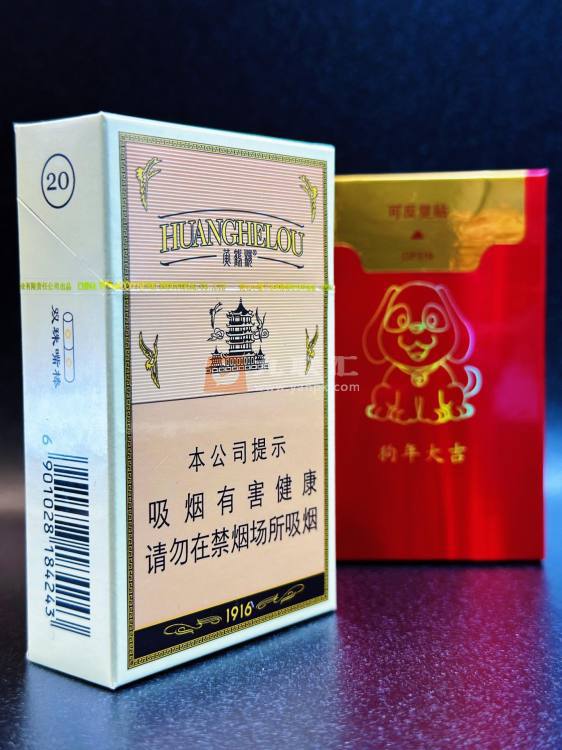 20
双珠嘴棒
6 901028 184243
HUANGHELOU
黄鹤楼®
本公司提示
吸烟有害健康
请勿在禁烟场所吸烟
1916
可反复贴
OPEN
狗年大吉